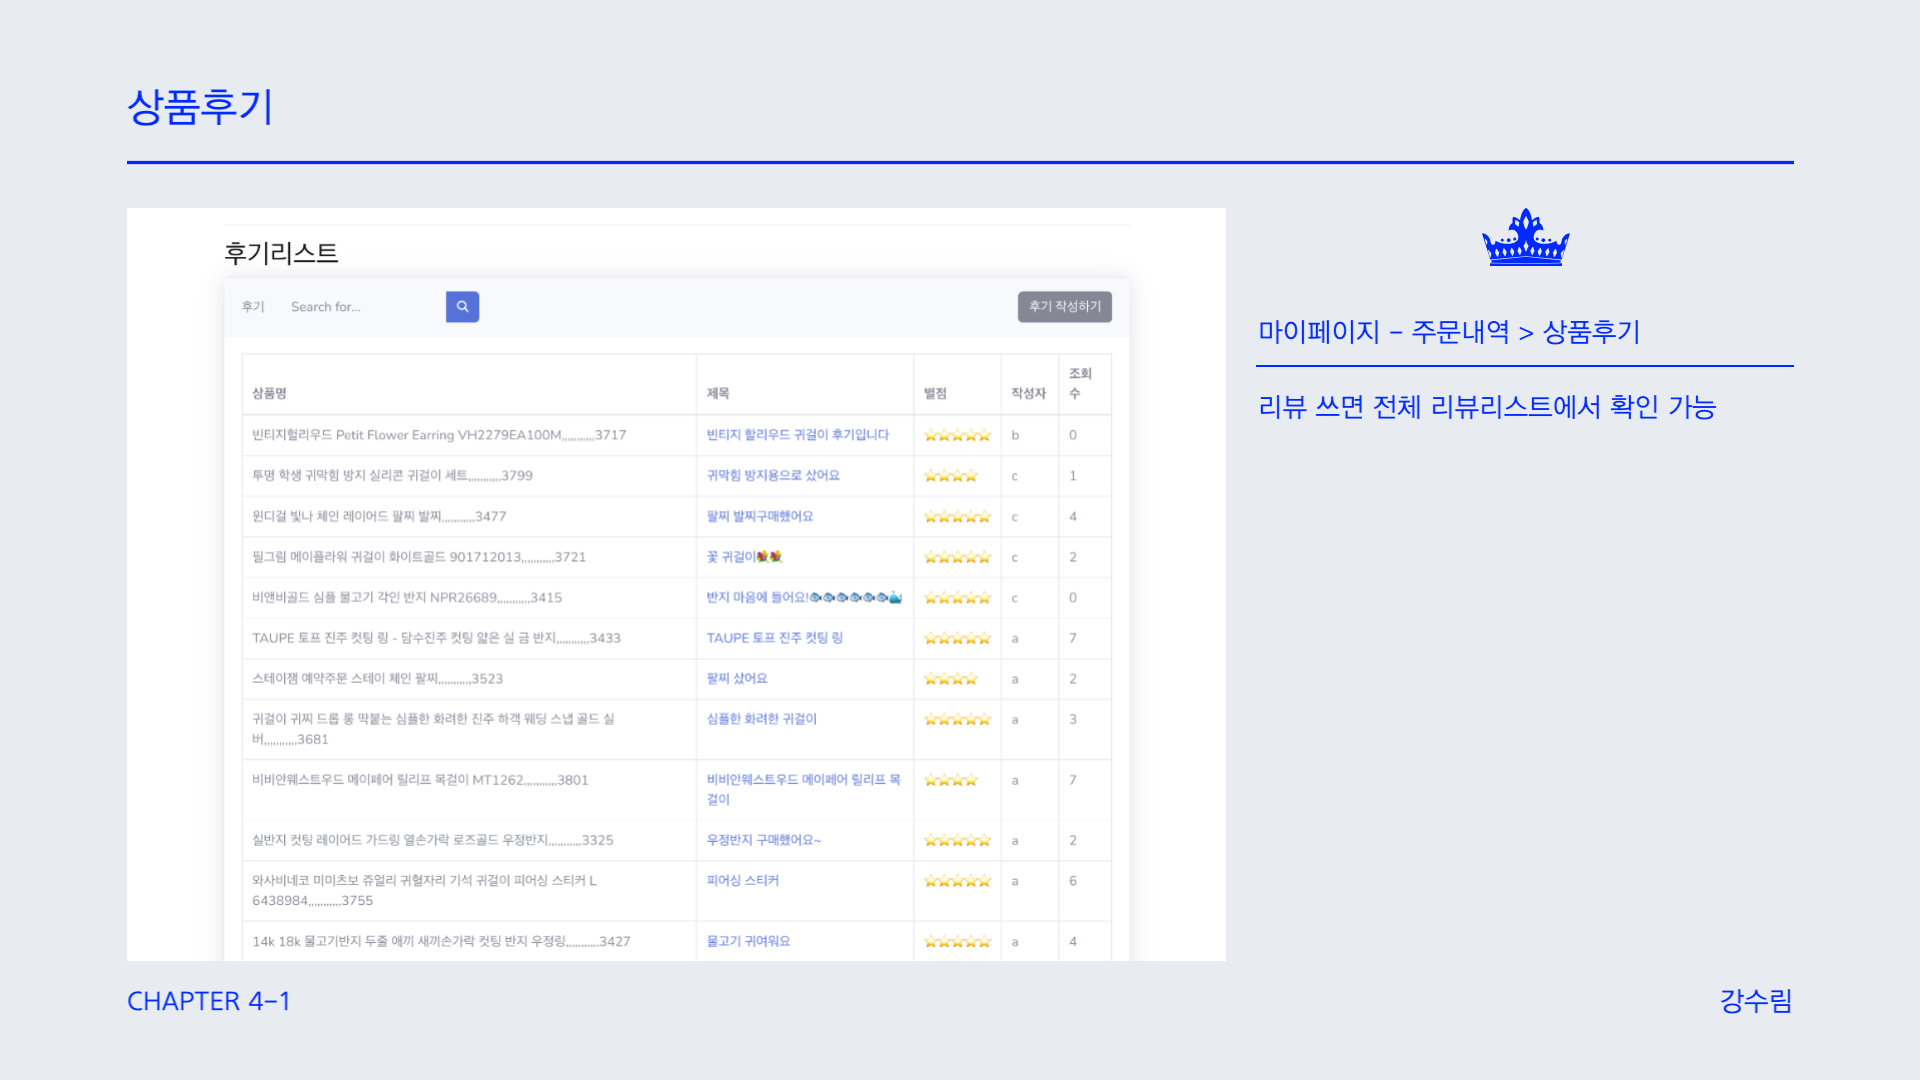 상품후기
후기리스트
후기 Search for... 후기 작성하기
상품명 제목 별점 작성자 조회
수
빈티지헐리우드 Petit Flower Earring VH2279EA100M,,,,,,,,,,,3717 빈티지 할리우드 귀걸이 후기입니다 ⭐⭐⭐⭐⭐ b 0
투명 학생 귀막힘 방지 실리콘 귀걸이 세트,,,,,,,,,,,3799 귀막힘 방지용으로 샀어요 ⭐⭐⭐⭐ c 1
윈디걸 빛나 체인 레이어드 팔찌 발찌,,,,,,,,,,,3477 팔찌 발찌구매했어요 ⭐⭐⭐⭐⭐ c 4
필그림 메이플라워 귀걸이 화이트골드 901712013,,,,,,,,,,,3721 꽃 귀걸이💐💐 ⭐⭐⭐⭐⭐ c 2
비앤비골드 심플 물고기 각인 반지 NPR26689,,,,,,,,,,,3415 반지 마음에 들어요!🐟🐟🐟🐟🐟🐳 ⭐⭐⭐⭐⭐ c 0
TAUPE 토프 진주 컷팅 링 - 담수진주 컷팅 얇은 실 금 반지,,,,,,,,,,,3433 TAUPE 토프 진주 컷팅 링 ⭐⭐⭐⭐⭐ a 7
스테이잼 예약주문 스테이 체인 팔찌,,,,,,,,,,,3523 팔찌 샀어요 ⭐⭐⭐⭐ a 2
귀걸이 귀찌 드롭 롱 딱붙는 심플한 화려한 진주 하객 웨딩 스냅 골드 실 심플한 화려한 귀걸이 ⭐⭐⭐⭐⭐ a 3
버,,,,,,,,,,,3681
비비안웨스트우드 메이페어 릴리프 목걸이 MT1262,,,,,,,,,,,3801 비비안웨스트우드 메이페어 릴리프 목 ⭐⭐⭐⭐ a 7
걸이
실반지 컷팅 레이어드 가드링 열손가락 로즈골드 우정반지,,,,,,,,,,,3325 우정반지 구매했어요~ ⭐⭐⭐⭐⭐ a 2
와사비네코 미미츠보 쥬얼리 귀혈자리 기석 귀걸이 피어싱 스티커 L 피어싱 스티커 ⭐⭐⭐⭐⭐ a 6
6438984,,,,,,,,,,,3755
14k 18k 물고기반지 두줄 애끼 새끼손가락 컷팅 반지 우정링,,,,,,,,,,,3427 물고기 귀여워요 ⭐⭐⭐⭐⭐ a 4
마이페이지 – 주문내역 > 상품후기
리뷰 쓰면 전체 리뷰리스트에서 확인 가능
CHAPTER 4–1
강수림